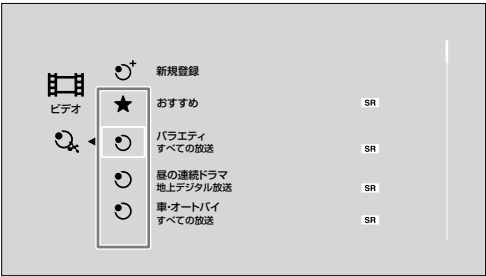 新規登録
ビデオ
おすすめ
SR
バラエティ
すべての放送
SR
昼の連続ドラマ
地上デジタル放送
SR
車・オートバイ
すべての放送
SR